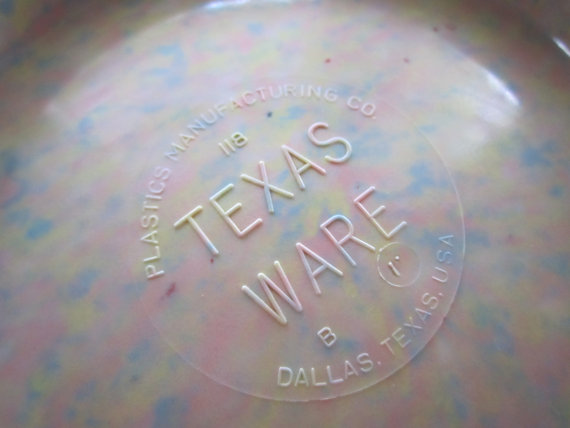 PLASTICS MANUFACTURING CO.
118
TEXAS
WARE
B
DALLAS, TEXAS, USA